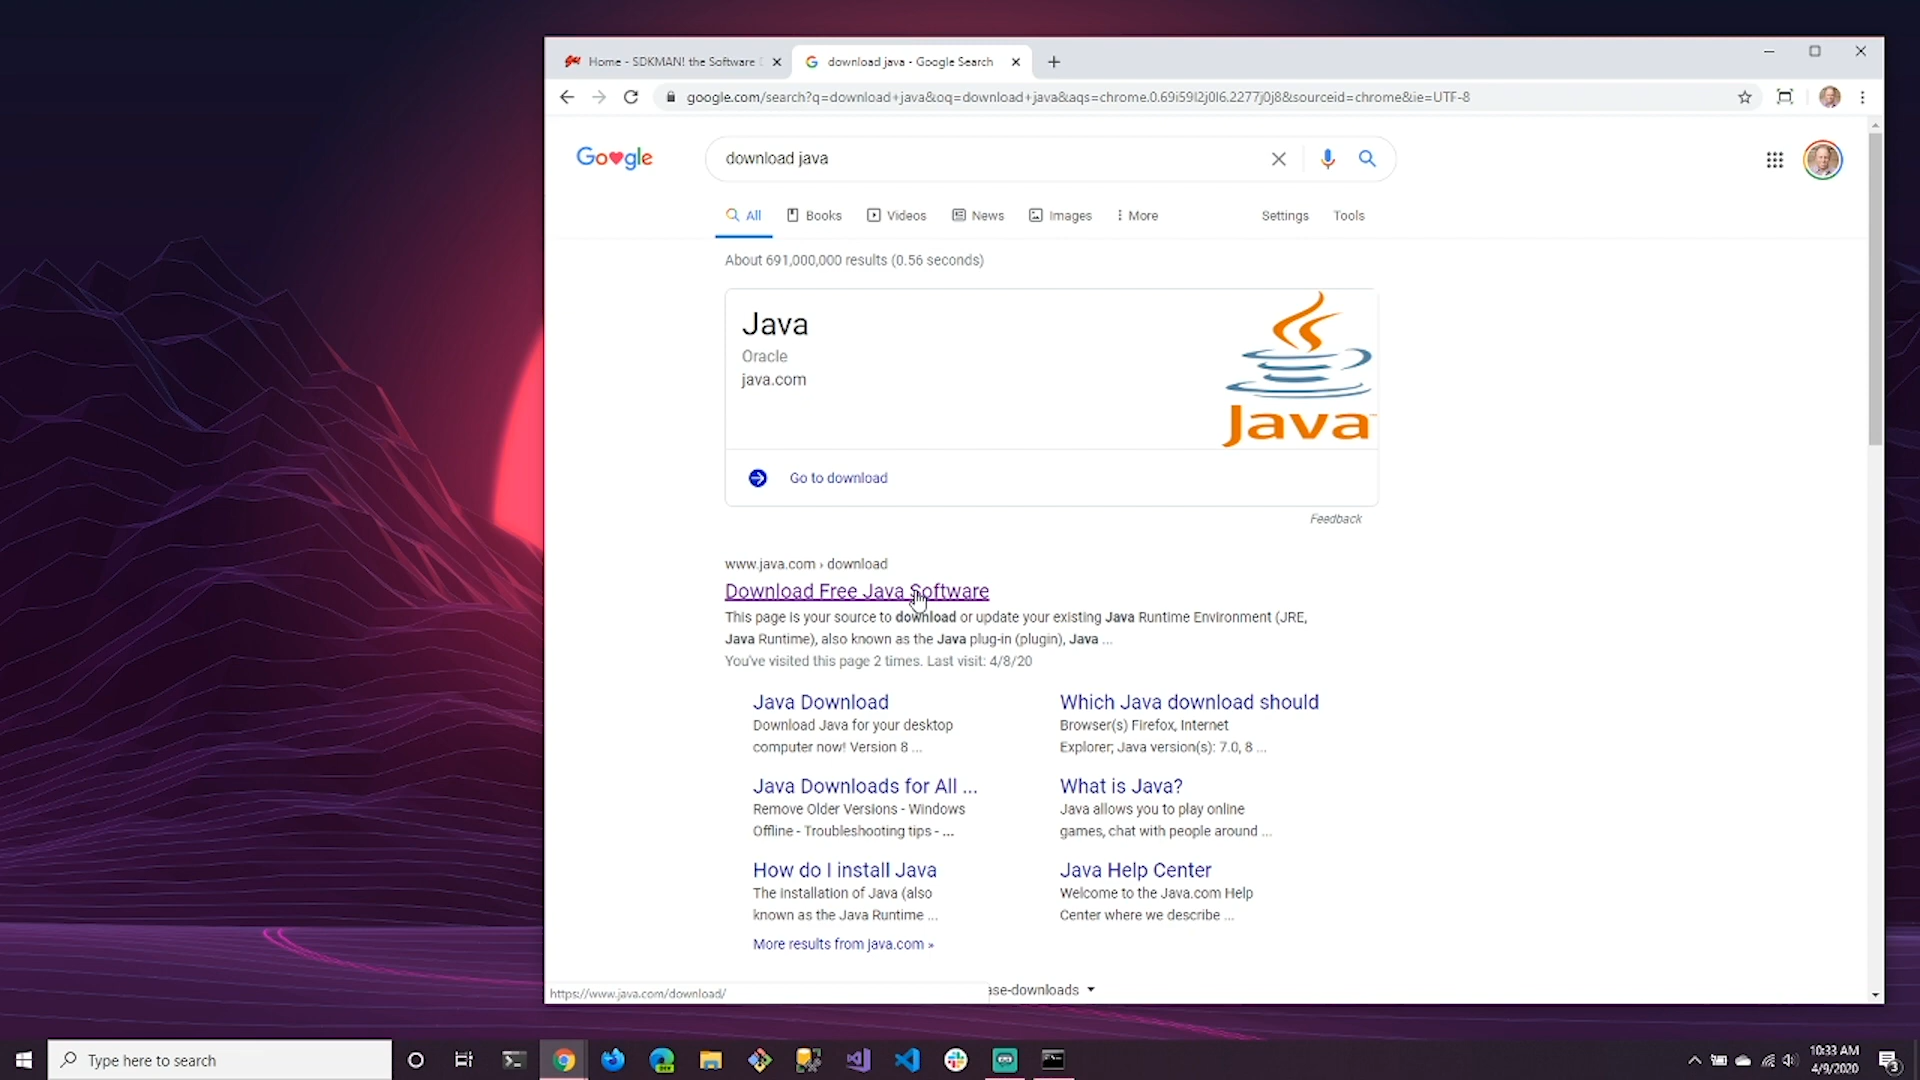 Home - SDKMAN! the Software
download java - Google Search
google.com/search?q=download+java&oq=download+java&aqs=chrome.0.69i59l2j0l6.2277j0j8&sourceid=chrome&ie=UTF-8
Go gle
download java
All
Books
Videos
News
Images
More
Settings
Tools
About 691,000,000 results (0.56 seconds)
Java
Oracle
java.com
Java
Go to download
Feedback
www.java.com › download
Download Free Java Software
This page is your source to download or update your existing Java Runtime Environment (JRE,
Java Runtime), also known as the Java plug-in (plugin), Java ...
You've visited this page 2 times. Last visit: 4/8/20
Java Download
Download Java for your desktop
computer now! Version 8 ...
Which Java download should
Browser(s) Firefox, Internet
Explorer; Java version(s): 7.0, 8 ...
Java Downloads for All ...
Remove Older Versions - Windows
Offline - Troubleshooting tips - ...
What is Java?
Java allows you to play online
games, chat with people around ...
How do I install Java
The installation of Java (also
known as the Java Runtime ...
Java Help Center
Welcome to the Java.com Help
Center where we describe ...
More results from java.com »
https://www.java.com/download/
ase-downloads
Type here to search
DEV
10:33 AM
4/9/2020
3